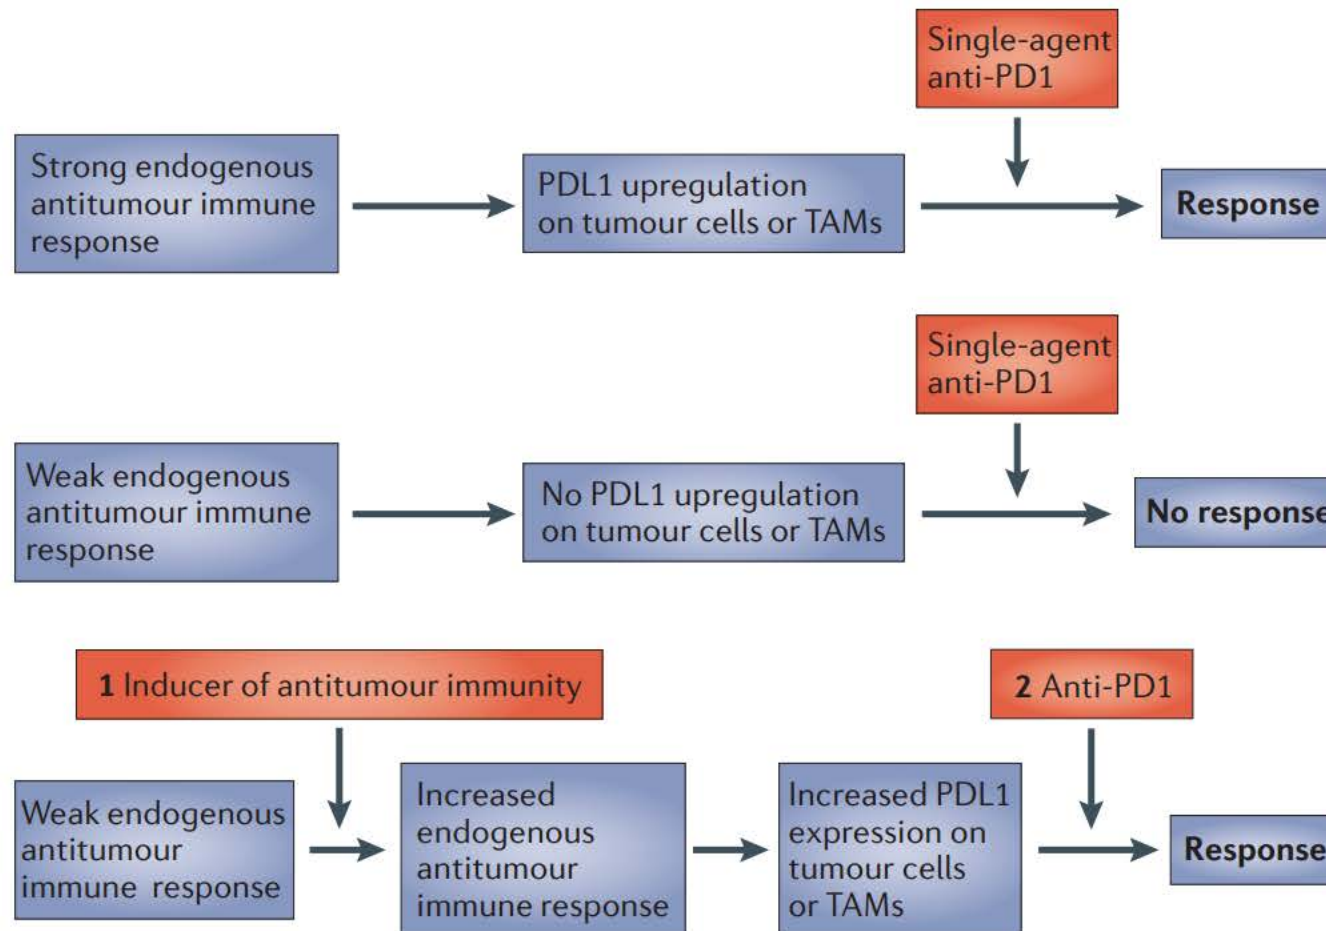 Single-agent
anti-PD1
Strong endogenous
antitumour immune
response
PDL1 upregulation
on tumour cells or TAMs
Response
Single-agent
anti-PD1
Weak endogenous
antitumour immune
response
No PDL1 upregulation
on tumour cells or TAMs
No response
1 Inducer of antitumour immunity
2 Anti-PD1
Weak endogenous
antitumour
immune response
Increased
endogenous
antitumour
immune response
Increased PDL1
expression on
tumour cells
or TAMs
Response